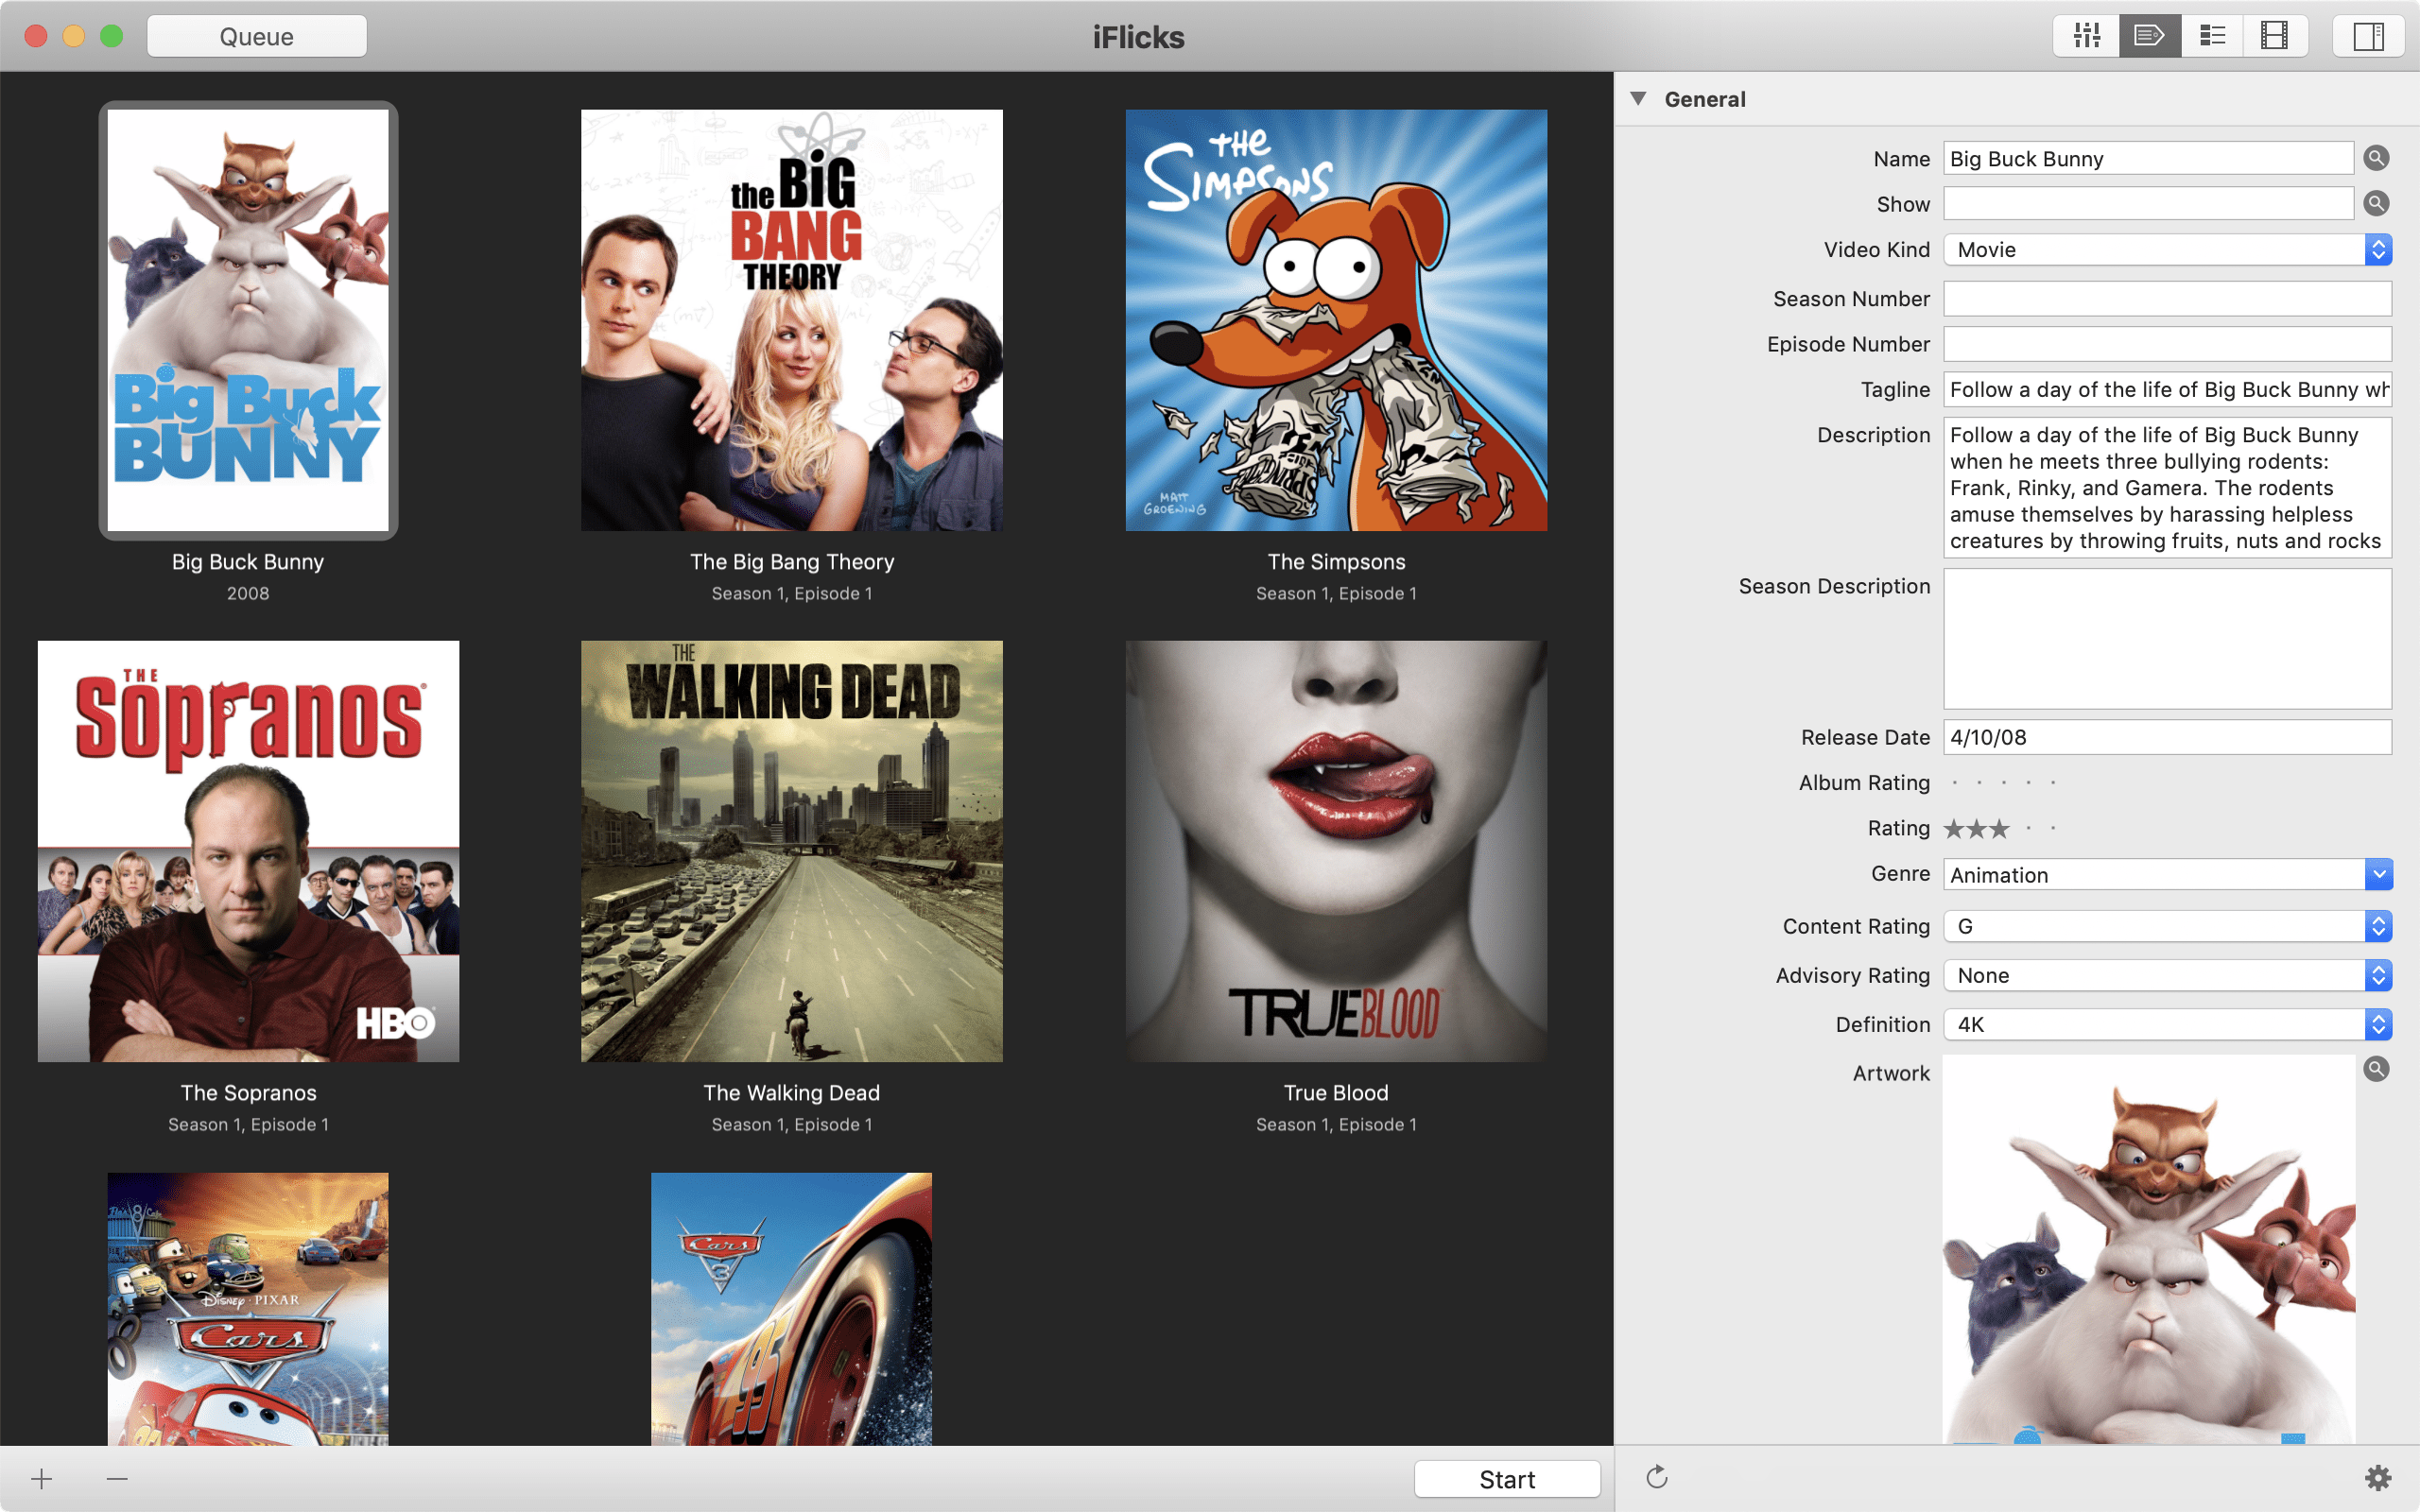 Queue
iFlicks
Big Buck
BUNNY
Big Buck Bunny
2008
the BiG
BANG
THEORY
The Big Bang Theory
Season 1, Episode 1
THE
SIMPSONS
MATT
GROENING
The Simpsons
Season 1, Episode 1
THE
Sopranos
HBO
The Sopranos
Season 1, Episode 1
THE
WALKING DEAD
The Walking Dead
Season 1, Episode 1
TRUEBLOOD
True Blood
Season 1, Episode 1
DISNEY · PIXAR
Cars
95
Cars
3
95
Start
General
Name Big Buck Bunny
Show
Video Kind Movie
Season Number
Episode Number
Tagline Follow a day of the life of Big Buck Bunny wh
Description Follow a day of the life of Big Buck Bunny
when he meets three bullying rodents:
Frank, Rinky, and Gamera. The rodents
amuse themselves by harassing helpless
creatures by throwing fruits, nuts and rocks
Season Description
Release Date 4/10/08
Album Rating
Rating ★★★
Genre Animation
Content Rating G
Advisory Rating None
Definition 4K
Artwork